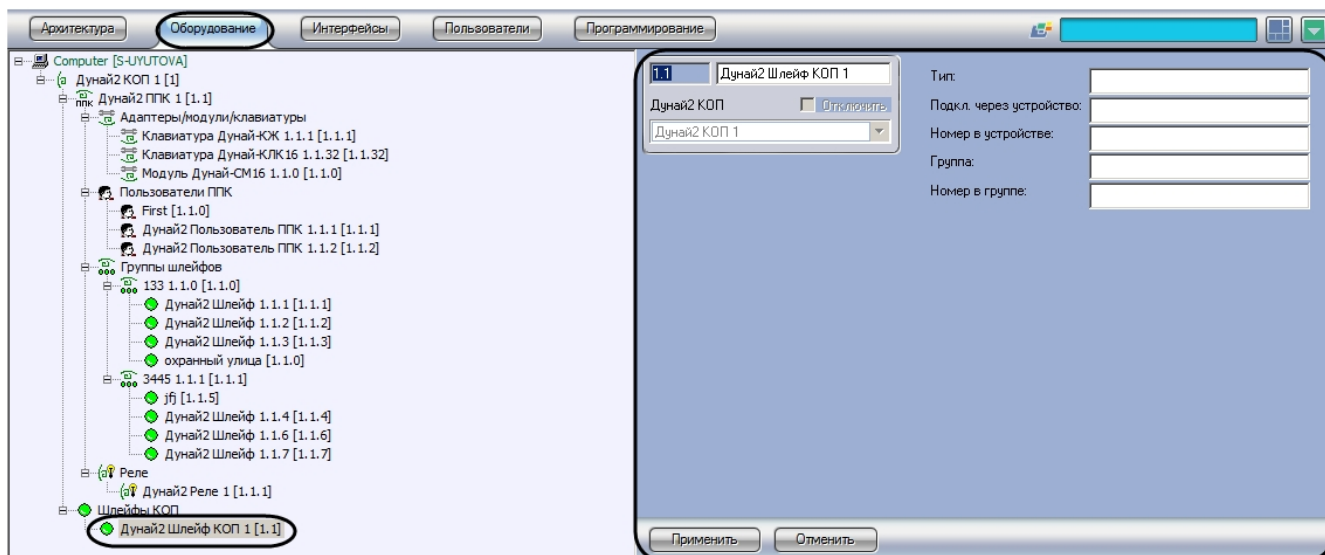 Архитектура Оборудование Интерфейсы Пользователи Программирование
Computer [S-UYUTOVA]
Дунай2 КОП 1 [1]
ППК Дунай2 ППК 1 [1.1]
Адаптеры/модули/клавиатуры
Клавиатура Дунай-КЖ 1.1.1 [1.1.1]
Клавиатура Дунай-КЛК16 1.1.32 [1.1.32]
Модуль Дунай-СМ16 1.1.0 [1.1.0]
Пользователи ППК
First [1.1.0]
Дунай2 Пользователь ППК 1.1.1 [1.1.1]
Дунай2 Пользователь ППК 1.1.2 [1.1.2]
Группы шлейфов
133 1.1.0 [1.1.0]
Дунай2 Шлейф 1.1.1 [1.1.1]
Дунай2 Шлейф 1.1.2 [1.1.2]
Дунай2 Шлейф 1.1.3 [1.1.3]
охранный улица [1.1.0]
3445 1.1.1 [1.1.1]
jfj [1.1.5]
Дунай2 Шлейф 1.1.4 [1.1.4]
Дунай2 Шлейф 1.1.6 [1.1.6]
Дунай2 Шлейф 1.1.7 [1.1.7]
Реле
Дунай2 Реле 1 [1.1.1]
Шлейфы КОП
Дунай2 Шлейф КОП 1 [1.1]
1.1 Дунай2 Шлейф КОП 1
Дунай2 КОП Отключить
Дунай2 КОП 1
Тип:
Подкл. через устройство:
Номер в устройстве:
Группа:
Номер в группе:
Применить Отменить